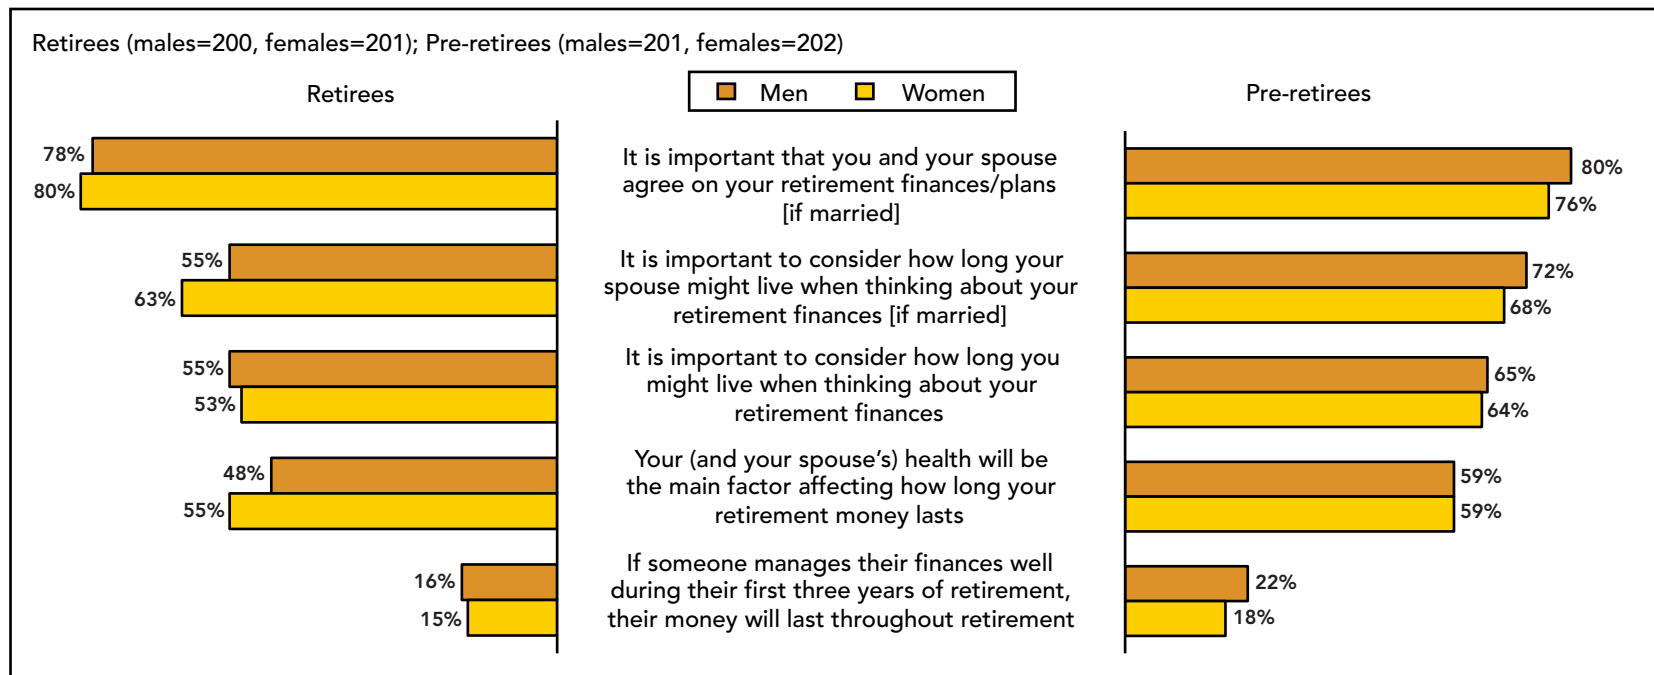 Retirees (males=200, females=201); Pre-retirees (males=201, females=202)
Retirees
Men
Women
Pre-retirees
78%
80%
It is important that you and your spouse
agree on your retirement finances/plans
[if married]
80%
76%
55%
63%
It is important to consider how long your
spouse might live when thinking about your
retirement finances [if married]
72%
68%
55%
53%
It is important to consider how long you
might live when thinking about your
retirement finances
65%
64%
48%
55%
Your (and your spouse’s) health will be
the main factor affecting how long your
retirement money lasts
59%
59%
16%
15%
If someone manages their finances well
during their first three years of retirement,
their money will last throughout retirement
22%
18%